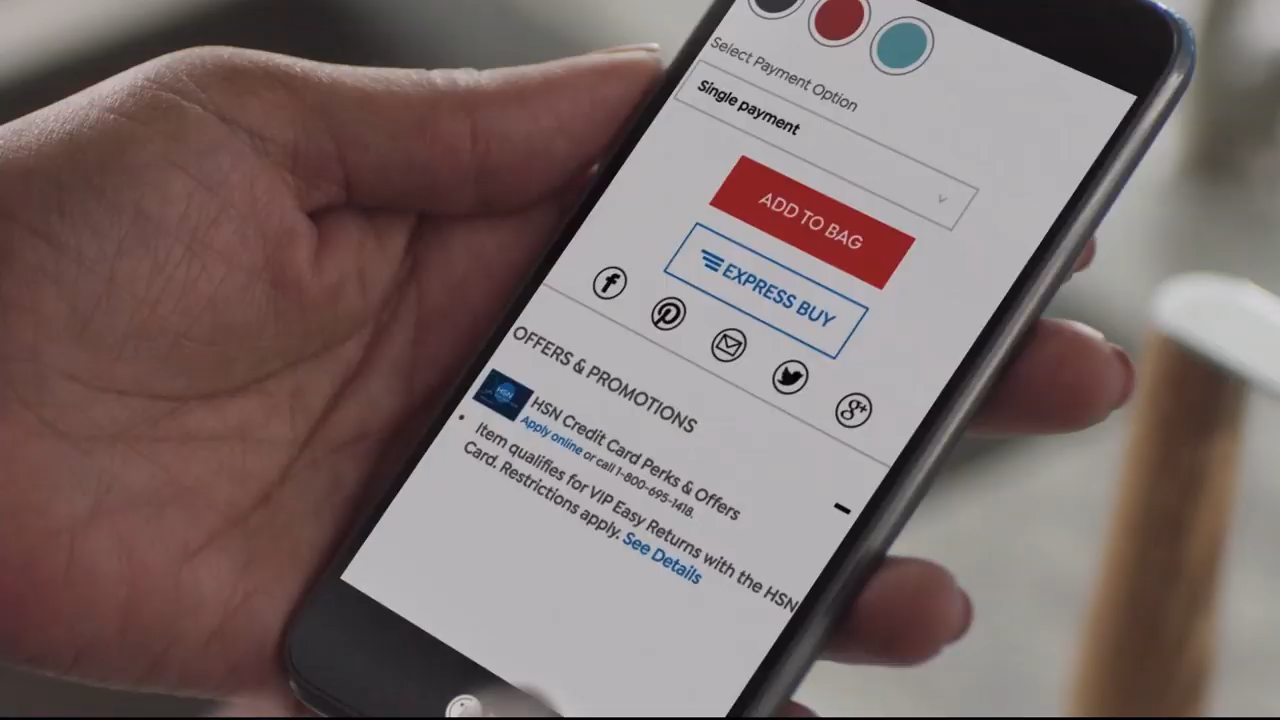 Select Payment Option
Single payment
ADD TO BAG
EXPRESS BUY
OFFERS & PROMOTIONS
HSN
HSN Credit Card Perks & Offers
Apply online or call 1-800-695-1418.
Item qualifies for VIP Easy Returns with the HSN
Card. Restrictions apply. See Details